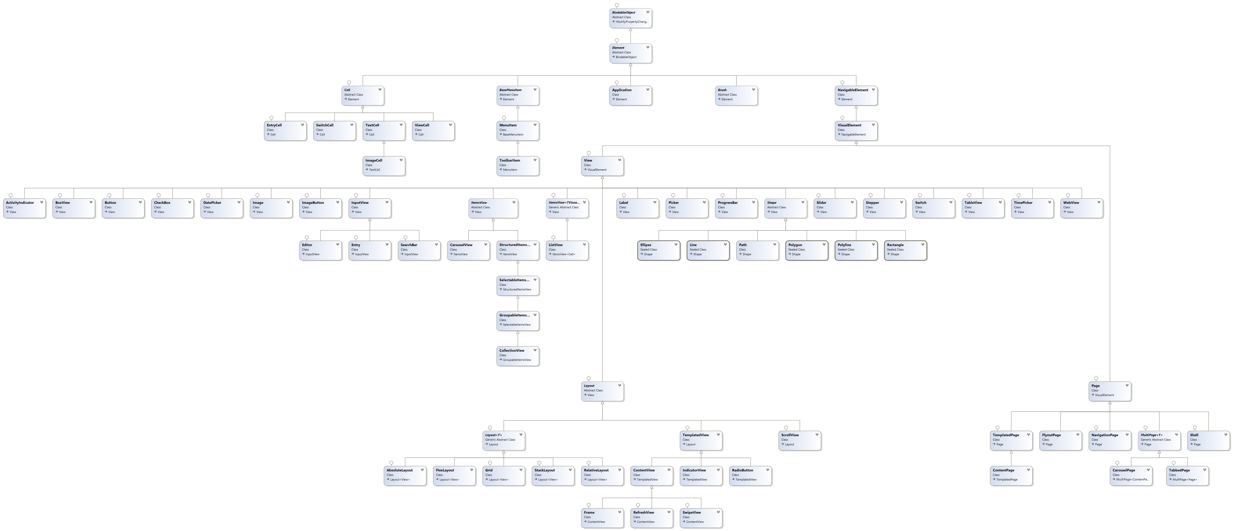 BindableObject
Abstract Class
INotifyPropertyChang...
Element
Abstract Class
BindableObject
Cell
Abstract Class
Element
BaseMenuItem
Abstract Class
Element
Application
Class
Element
Brush
Abstract Class
Element
NavigableElement
Class
Element
EntryCell
Class
Cell
SwitchCell
Class
Cell
TextCell
Class
Cell
ViewCell
Class
Cell
MenuItem
Class
BaseMenuItem
VisualElement
Class
NavigableElement
ImageCell
Class
TextCell
ToolbarItem
Class
MenuItem
View
Class
VisualElement
ActivityIndicator
Class
View
BoxView
Class
View
Button
Class
View
CheckBox
Class
View
DatePicker
Class
View
Image
Class
View
ImageButton
Class
View
InputView
Class
View
ItemsView
Abstract Class
View
ItemsView<TVisua...
Generic Abstract Class
View
Label
Class
View
Picker
Class
View
ProgressBar
Class
View
Shape
Abstract Class
View
Slider
Class
View
Stepper
Class
View
Switch
Class
View
TableView
Class
View
TimePicker
Class
View
WebView
Class
View
Editor
Class
InputView
Entry
Class
InputView
SearchBar
Class
InputView
CarouselView
Class
ItemsView
StructuredItems...
Class
ItemsView
ListView
Class
ItemsView<Cell>
Ellipse
Sealed Class
Shape
Line
Sealed Class
Shape
Path
Sealed Class
Shape
Polygon
Sealed Class
Shape
Polyline
Sealed Class
Shape
Rectangle
Sealed Class
Shape
SelectableItems...
Class
StructuredItemsView
GroupableItems...
Class
SelectableItemsView
CollectionView
Class
GroupableItemsView
Layout
Abstract Class
View
Page
Class
VisualElement
Layout<T>
Generic Abstract Class
Layout
TemplatedView
Class
Layout
ScrollView
Class
Layout
TemplatedPage
Class
Page
FlyoutPage
Class
Page
NavigationPage
Class
Page
MultiPage<T>
Generic Abstract Class
Page
Shell
Class
Page
AbsoluteLayout
Class
Layout<View>
FlexLayout
Class
Layout<View>
Grid
Class
Layout<View>
StackLayout
Class
Layout<View>
RelativeLayout
Class
Layout<View>
ContentView
Class
TemplatedView
IndicatorView
Class
TemplatedView
RadioButton
Class
TemplatedView
ContentPage
Class
TemplatedPage
CarouselPage
Class
MultiPage<ContentPa...
TabbedPage
Class
MultiPage<Page>
Frame
Class
ContentView
RefreshView
Class
ContentView
SwipeView
Class
ContentView